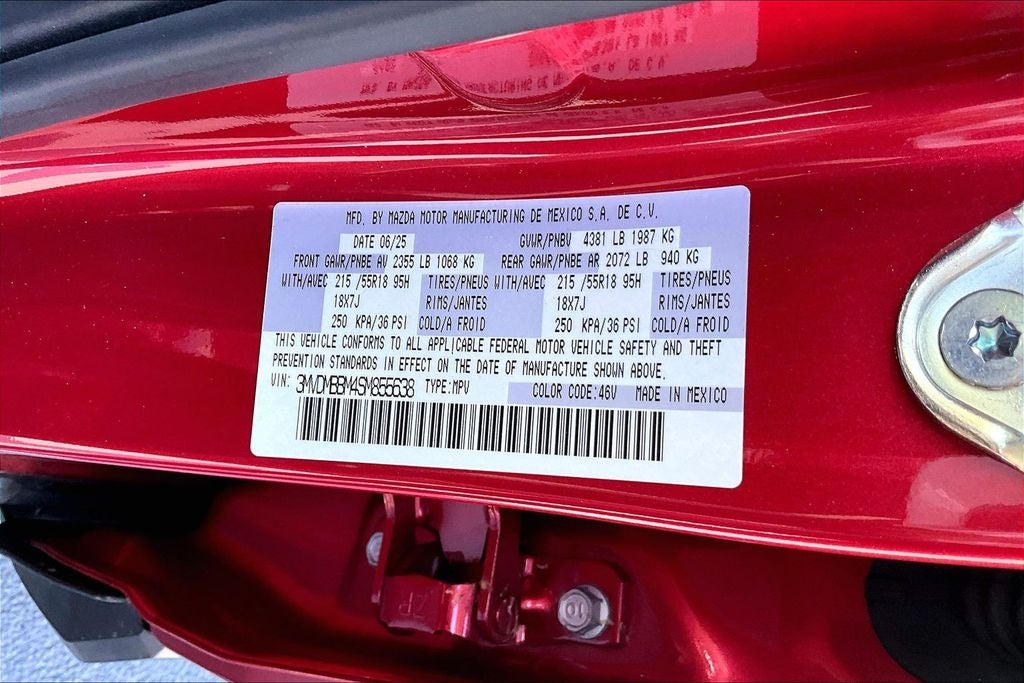 MFD. BY MAZDA MOTOR MANUFACTURING DE MEXICO S.A. DE C.V.
DATE 06/25 GVWR/PNBV 4381 LB 1987 KG
FRONT GAWR/PNBE AV 2355 LB 1068 KG REAR GAWR/PNBE AR 2072 LB 940 KG
WITH/AVEC 215 /55R18 95H TIRES/PNEUS WITH/AVEC 215 /55R18 95H TIRES/PNEUS
18X7J RIMS/JANTES 18X7J RIMS/JANTES
250 KPA/36 PSI COLD/A FROID 250 KPA/36 PSI COLD/A FROID
THIS VEHICLE CONFORMS TO ALL APPLICABLE FEDERAL MOTOR VEHICLE SAFETY AND THEFT
PREVENTION STANDARDS IN EFFECT ON THE DATE OF MANUFACTURE SHOWN ABOVE.
VIN: 3MVDMBBM4SM855638 TYPE:MPV COLOR CODE:46V MADE IN MEXICO
10